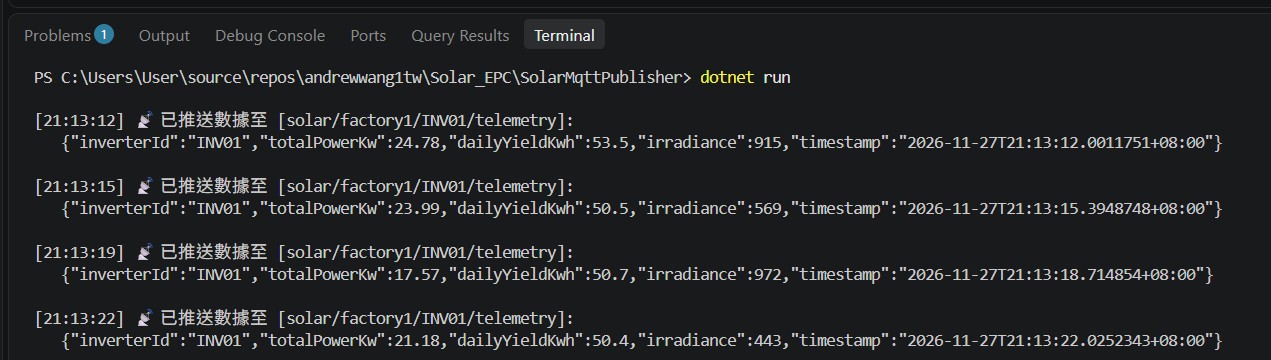 Problems 1 Output Debug Console Ports Query Results Terminal
PS C:\Users\User\source\repos\andrewwang1tw\Solar_EPC\SolarMqttPublisher> dotnet run
[21:13:12] 📡 已推送數據至 [solar/factory1/INV01/telemetry]:
{"inverterId":"INV01","totalPowerKw":24.78,"dailyYieldKwh":53.5,"irradiance":915,"timestamp":"2026-11-27T21:13:12.0011751+08:00"}
[21:13:15] 📡 已推送數據至 [solar/factory1/INV01/telemetry]:
{"inverterId":"INV01","totalPowerKw":23.99,"dailyYieldKwh":50.5,"irradiance":569,"timestamp":"2026-11-27T21:13:15.3948748+08:00"}
[21:13:19] 📡 已推送數據至 [solar/factory1/INV01/telemetry]:
{"inverterId":"INV01","totalPowerKw":17.57,"dailyYieldKwh":50.7,"irradiance":972,"timestamp":"2026-11-27T21:13:18.714854+08:00"}
[21:13:22] 📡 已推送數據至 [solar/factory1/INV01/telemetry]:
{"inverterId":"INV01","totalPowerKw":21.18,"dailyYieldKwh":50.4,"irradiance":443,"timestamp":"2026-11-27T21:13:22.0252343+08:00"}